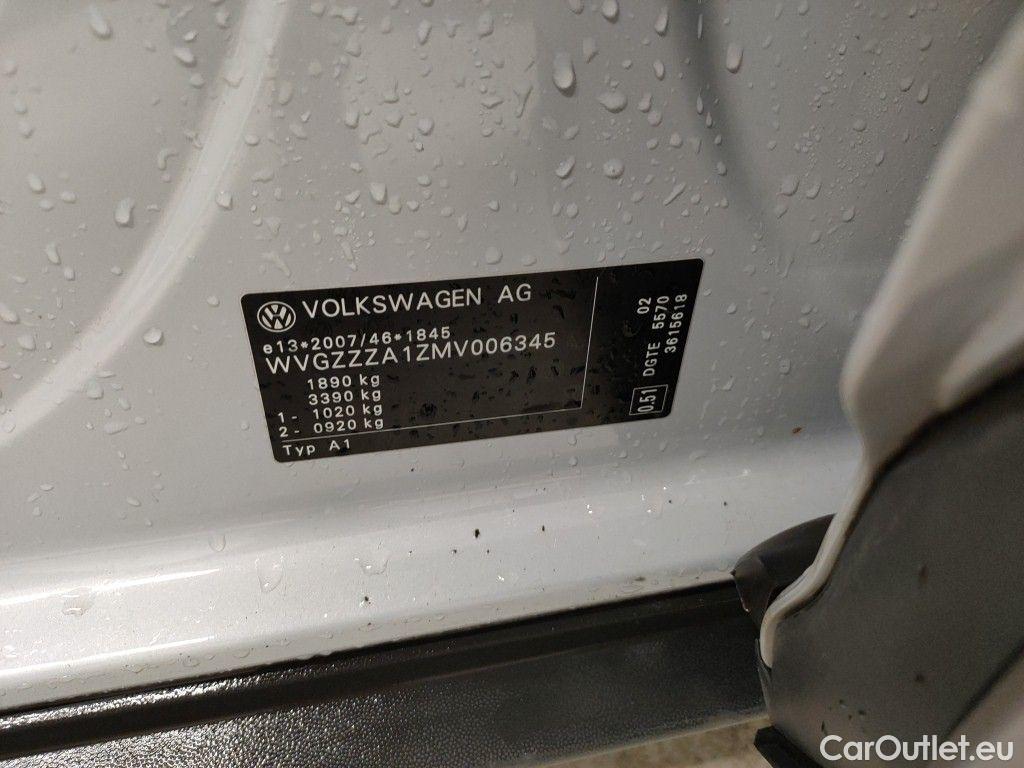 VOLKSWAGEN AG
e13*2007/46*1845
WVGZZZA1ZMV006345
1890 kg
3390 kg
1- 1020 kg
2- 0920 kg
Typ A1
0.51
DGTE 5570 02
3615618
CarOutlet.eu